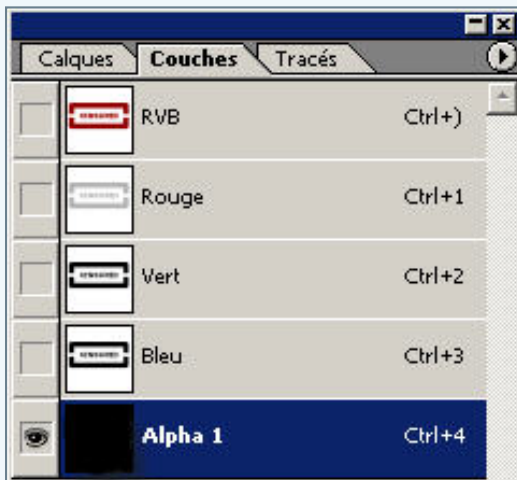 Calques Couches Tracés
RVB Ctrl+)
Rouge Ctrl+1
Vert Ctrl+2
Bleu Ctrl+3
Alpha 1 Ctrl+4